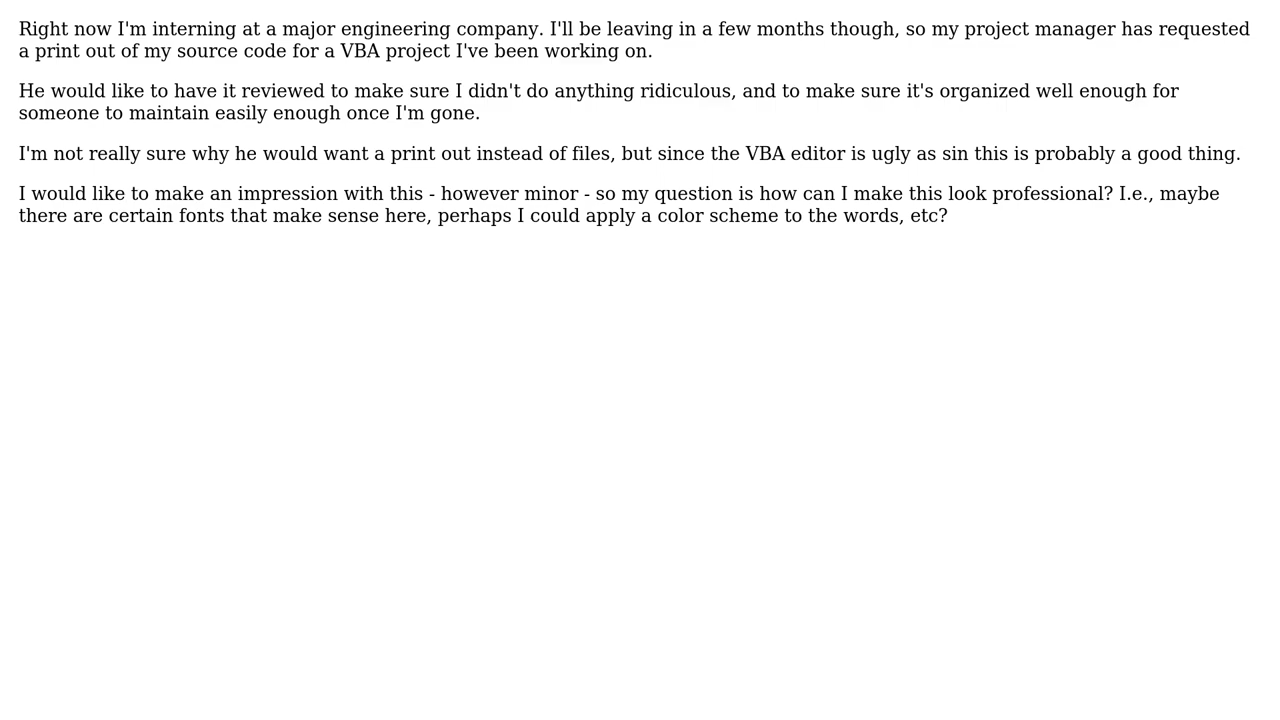 Right now I'm interning at a major engineering company. I'll be leaving in a few months though, so my project manager has requested
a print out of my source code for a VBA project I've been working on.
He would like to have it reviewed to make sure I didn't do anything ridiculous, and to make sure it's organized well enough for
someone to maintain easily enough once I'm gone.
I'm not really sure why he would want a print out instead of files, but since the VBA editor is ugly as sin this is probably a good thing.
I would like to make an impression with this - however minor - so my question is how can I make this look professional? I.e., maybe
there are certain fonts that make sense here, perhaps I could apply a color scheme to the words, etc?